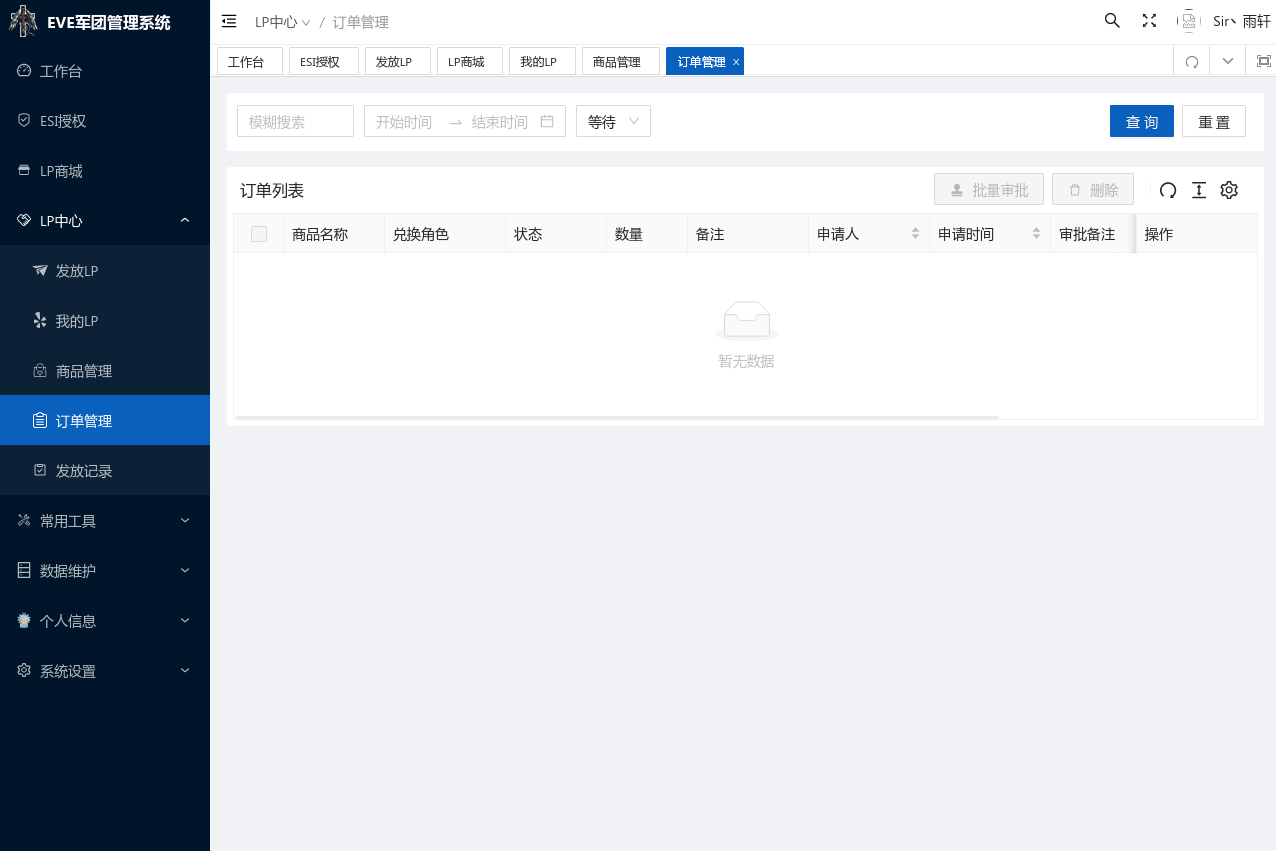 EVE军团管理系统
LP中心 / 订单管理
Sir丶雨轩
工作台
ESI授权
发放LP
LP商城
我的LP
商品管理
订单管理 x
工作台
ESI授权
LP商城
LP中心
发放LP
我的LP
商品管理
订单管理
发放记录
常用工具
数据维护
个人信息
系统设置
模糊搜索
开始时间
结束时间
等待
查 询
重 置
订单列表
批量审批
删除
商品名称
兑换角色
状态
数量
备注
申请人
申请时间
审批备注
操作
暂无数据